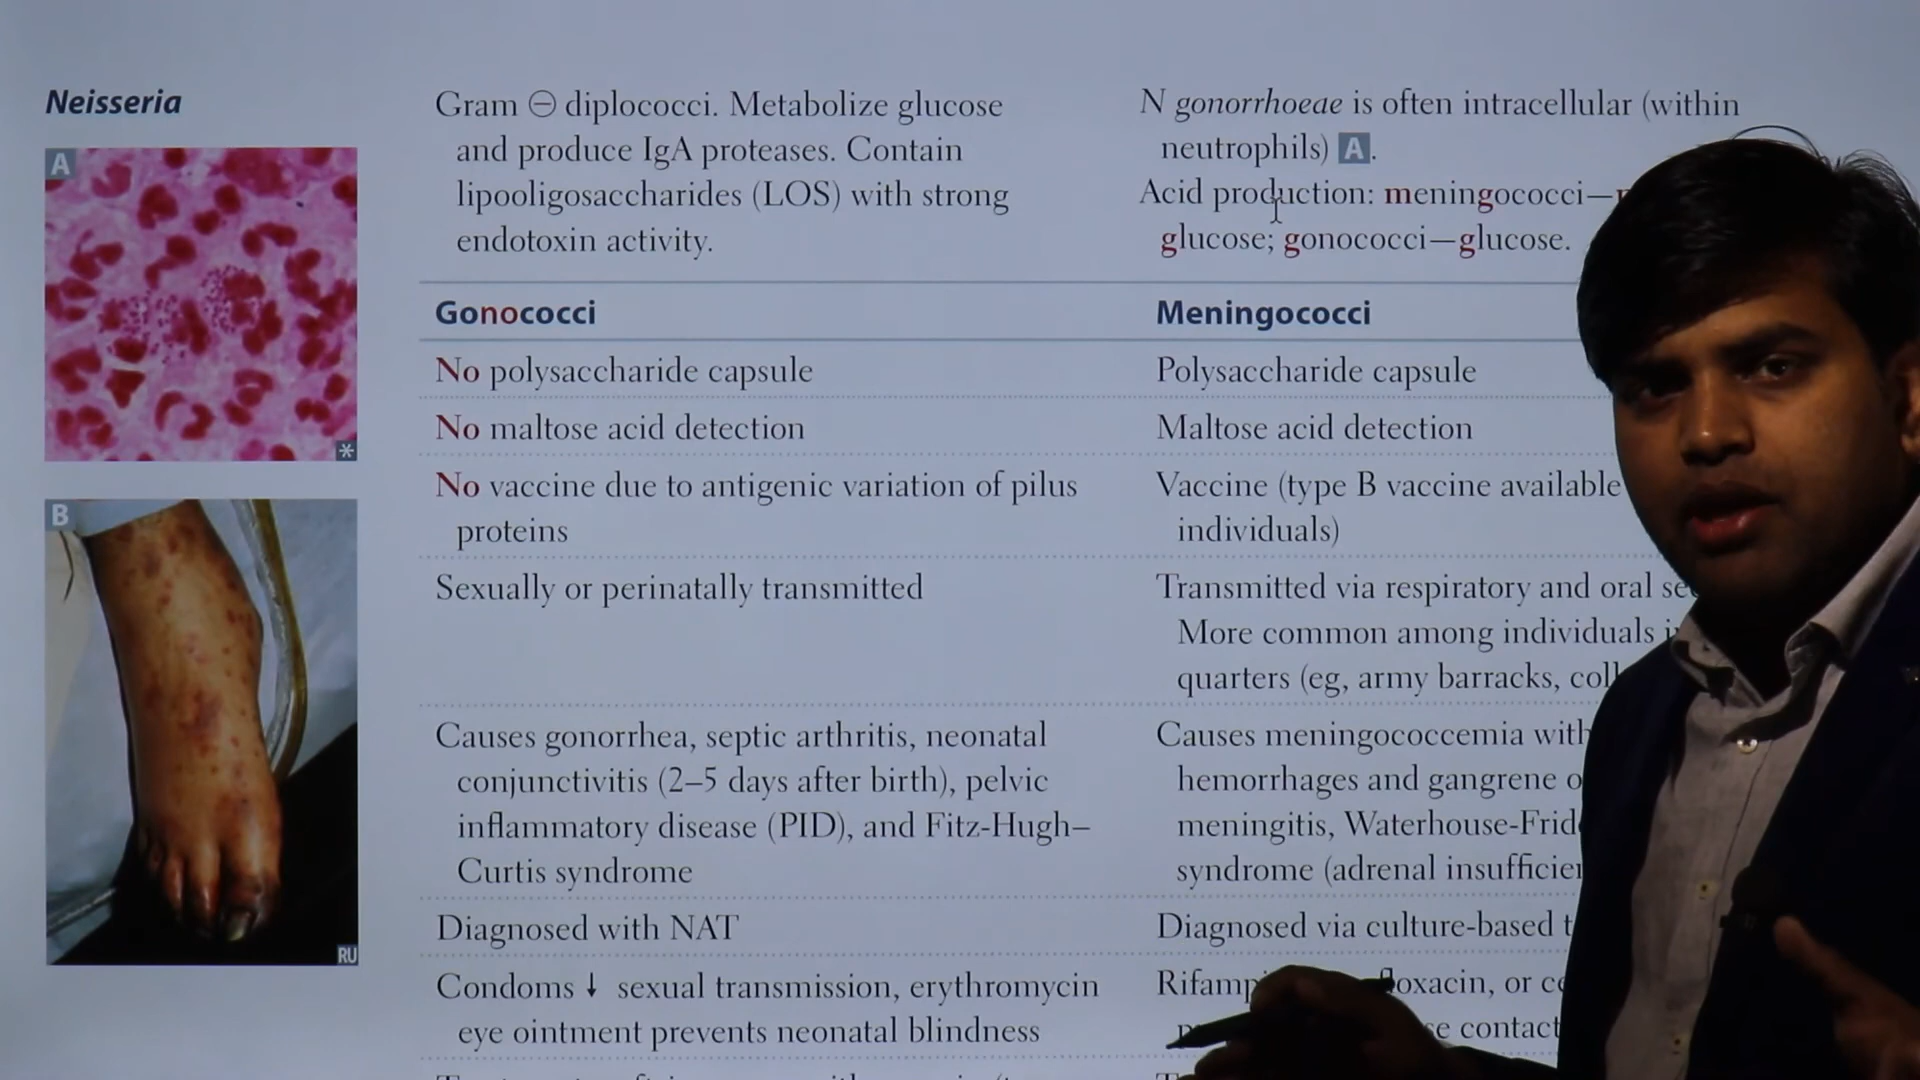 Neisseria
A
*
B
RU
Gram ⊖ diplococci. Metabolize glucose
and produce IgA proteases. Contain
lipooligosaccharides (LOS) with strong
endotoxin activity.
N gonorrhoeae is often intracellular (within
neutrophils) A.
Acid production: meningococci—
glucose; gonococci—glucose.
Gonococci
Meningococci
No polysaccharide capsule
Polysaccharide capsule
No maltose acid detection
Maltose acid detection
No vaccine due to antigenic variation of pilus
proteins
Vaccine (type B vaccine available
individuals)
Sexually or perinatally transmitted
Transmitted via respiratory and oral
More common among individuals
quarters (eg, army barracks,
Causes gonorrhea, septic arthritis, neonatal
conjunctivitis (2–5 days after birth), pelvic
inflammatory disease (PID), and Fitz-Hugh–
Curtis syndrome
Causes meningococcemia with
hemorrhages and gangrene
meningitis,
syndrome (adrenal
Diagnosed with NAT
Diagnosed via culture-based
Condoms ↓ sexual transmission, erythromycin
eye ointment prevents neonatal blindness
or
contact